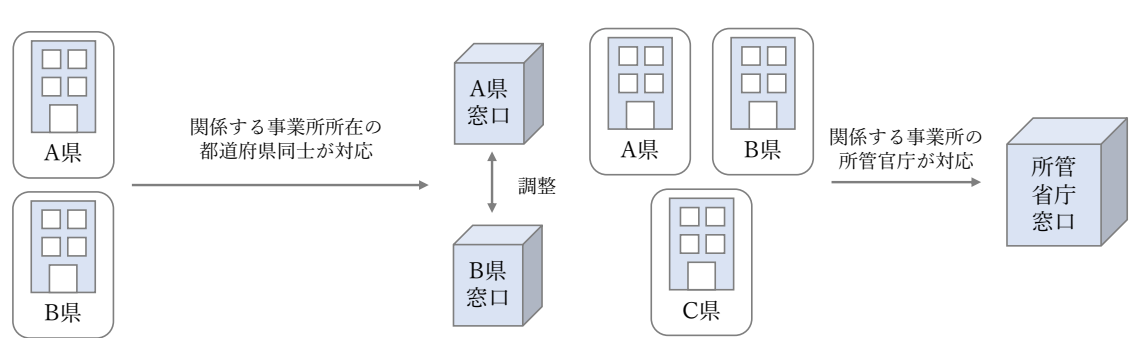 A県
B県
関係する事業所所在の
都道府県同士が対応
A県
窓口
調整
B県
窓口
A県
B県
C県
関係する事業所の
所管官庁が対応
所管
省庁
窓口